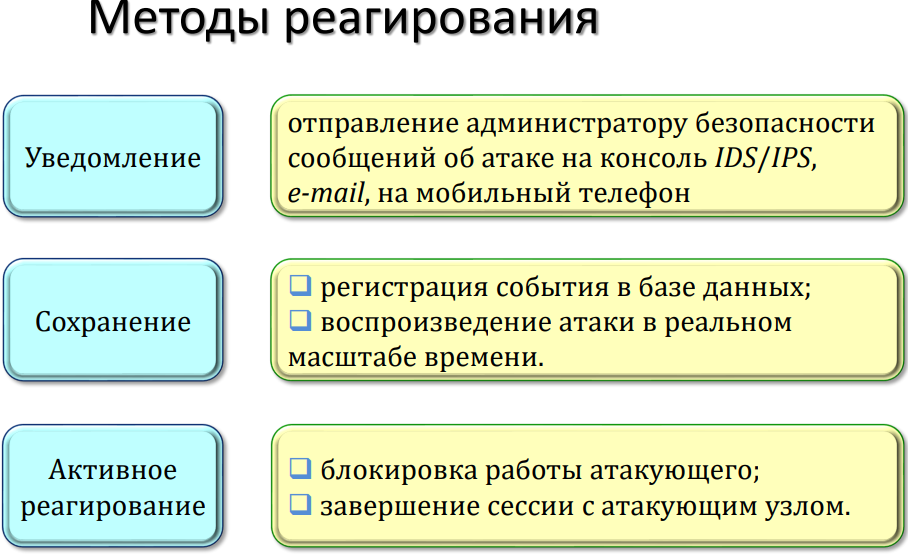 Методы реагирования
Уведомление
отправление администратору безопасности
сообщений об атаке на консоль IDS/IPS,
e-mail, на мобильный телефон
Сохранение
регистрация события в базе данных;
воспроизведение атаки в реальном
масштабе времени.
Активное
реагирование
блокировка работы атакующего;
завершение сессии с атакующим узлом.